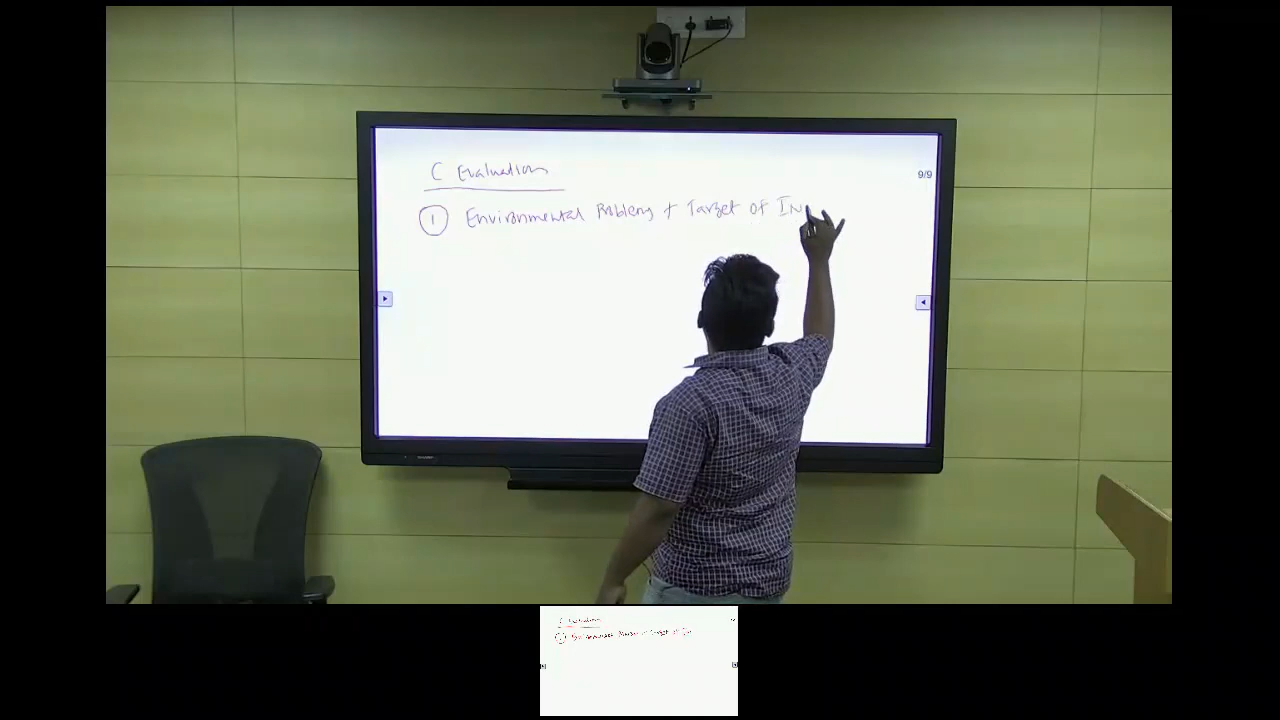 C Evaluation
9/9
1 Environmental Problems + Target of IN